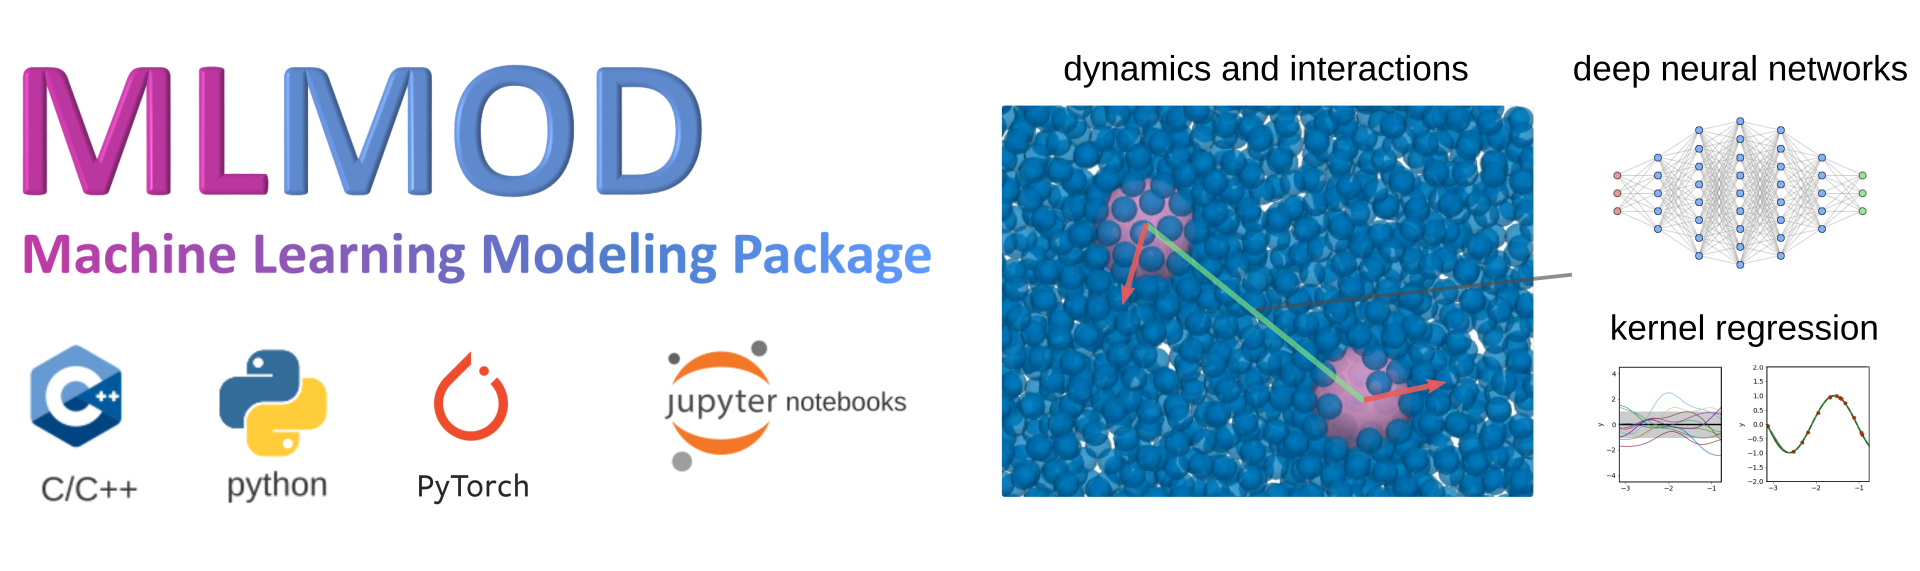 MLMOD
Machine Learning Modeling Package
C++
C/C++
python
PyTorch
jupyter notebooks
dynamics and interactions
deep neural networks
kernel regression
4
2
0
−2
−4
y
−3 −2 −1
2.0
1.5
1.0
0.5
0.0
−0.5
−1.0
−1.5
−2.0
y
−3 −2 −1